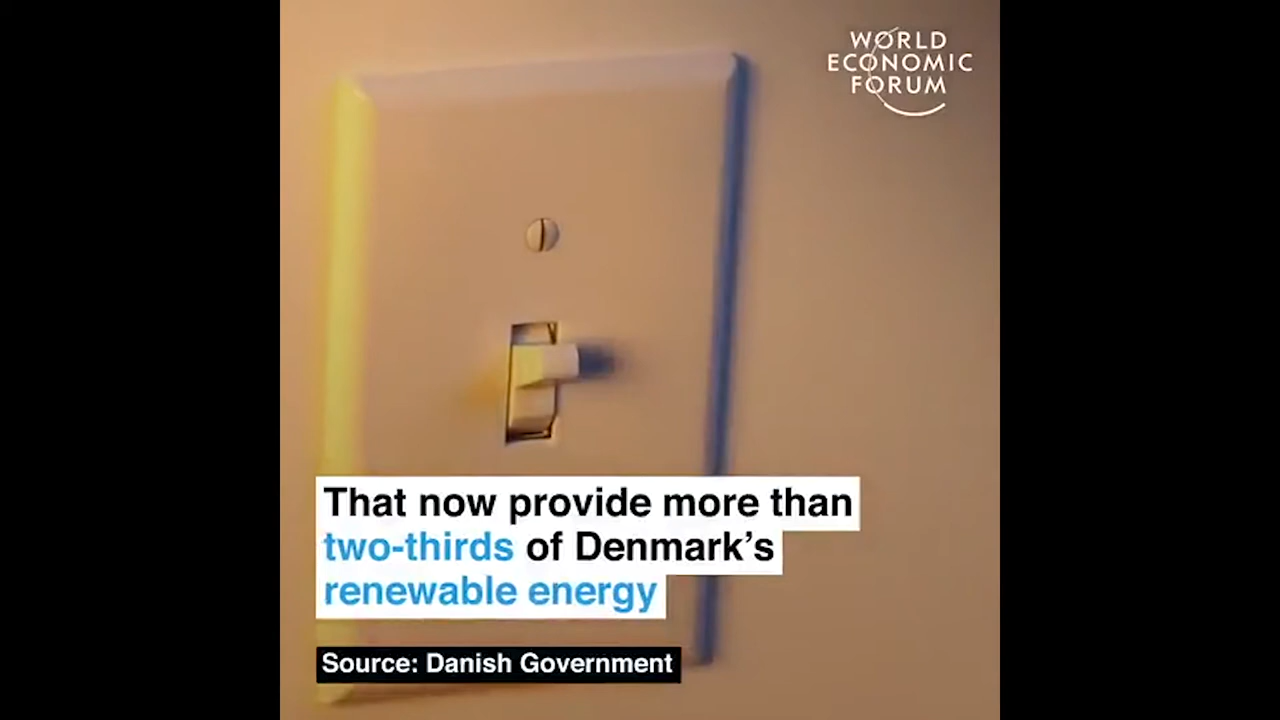 WORLD
ECONOMIC
FORUM
That now provide more than
two-thirds of Denmark's
renewable energy
Source: Danish Government